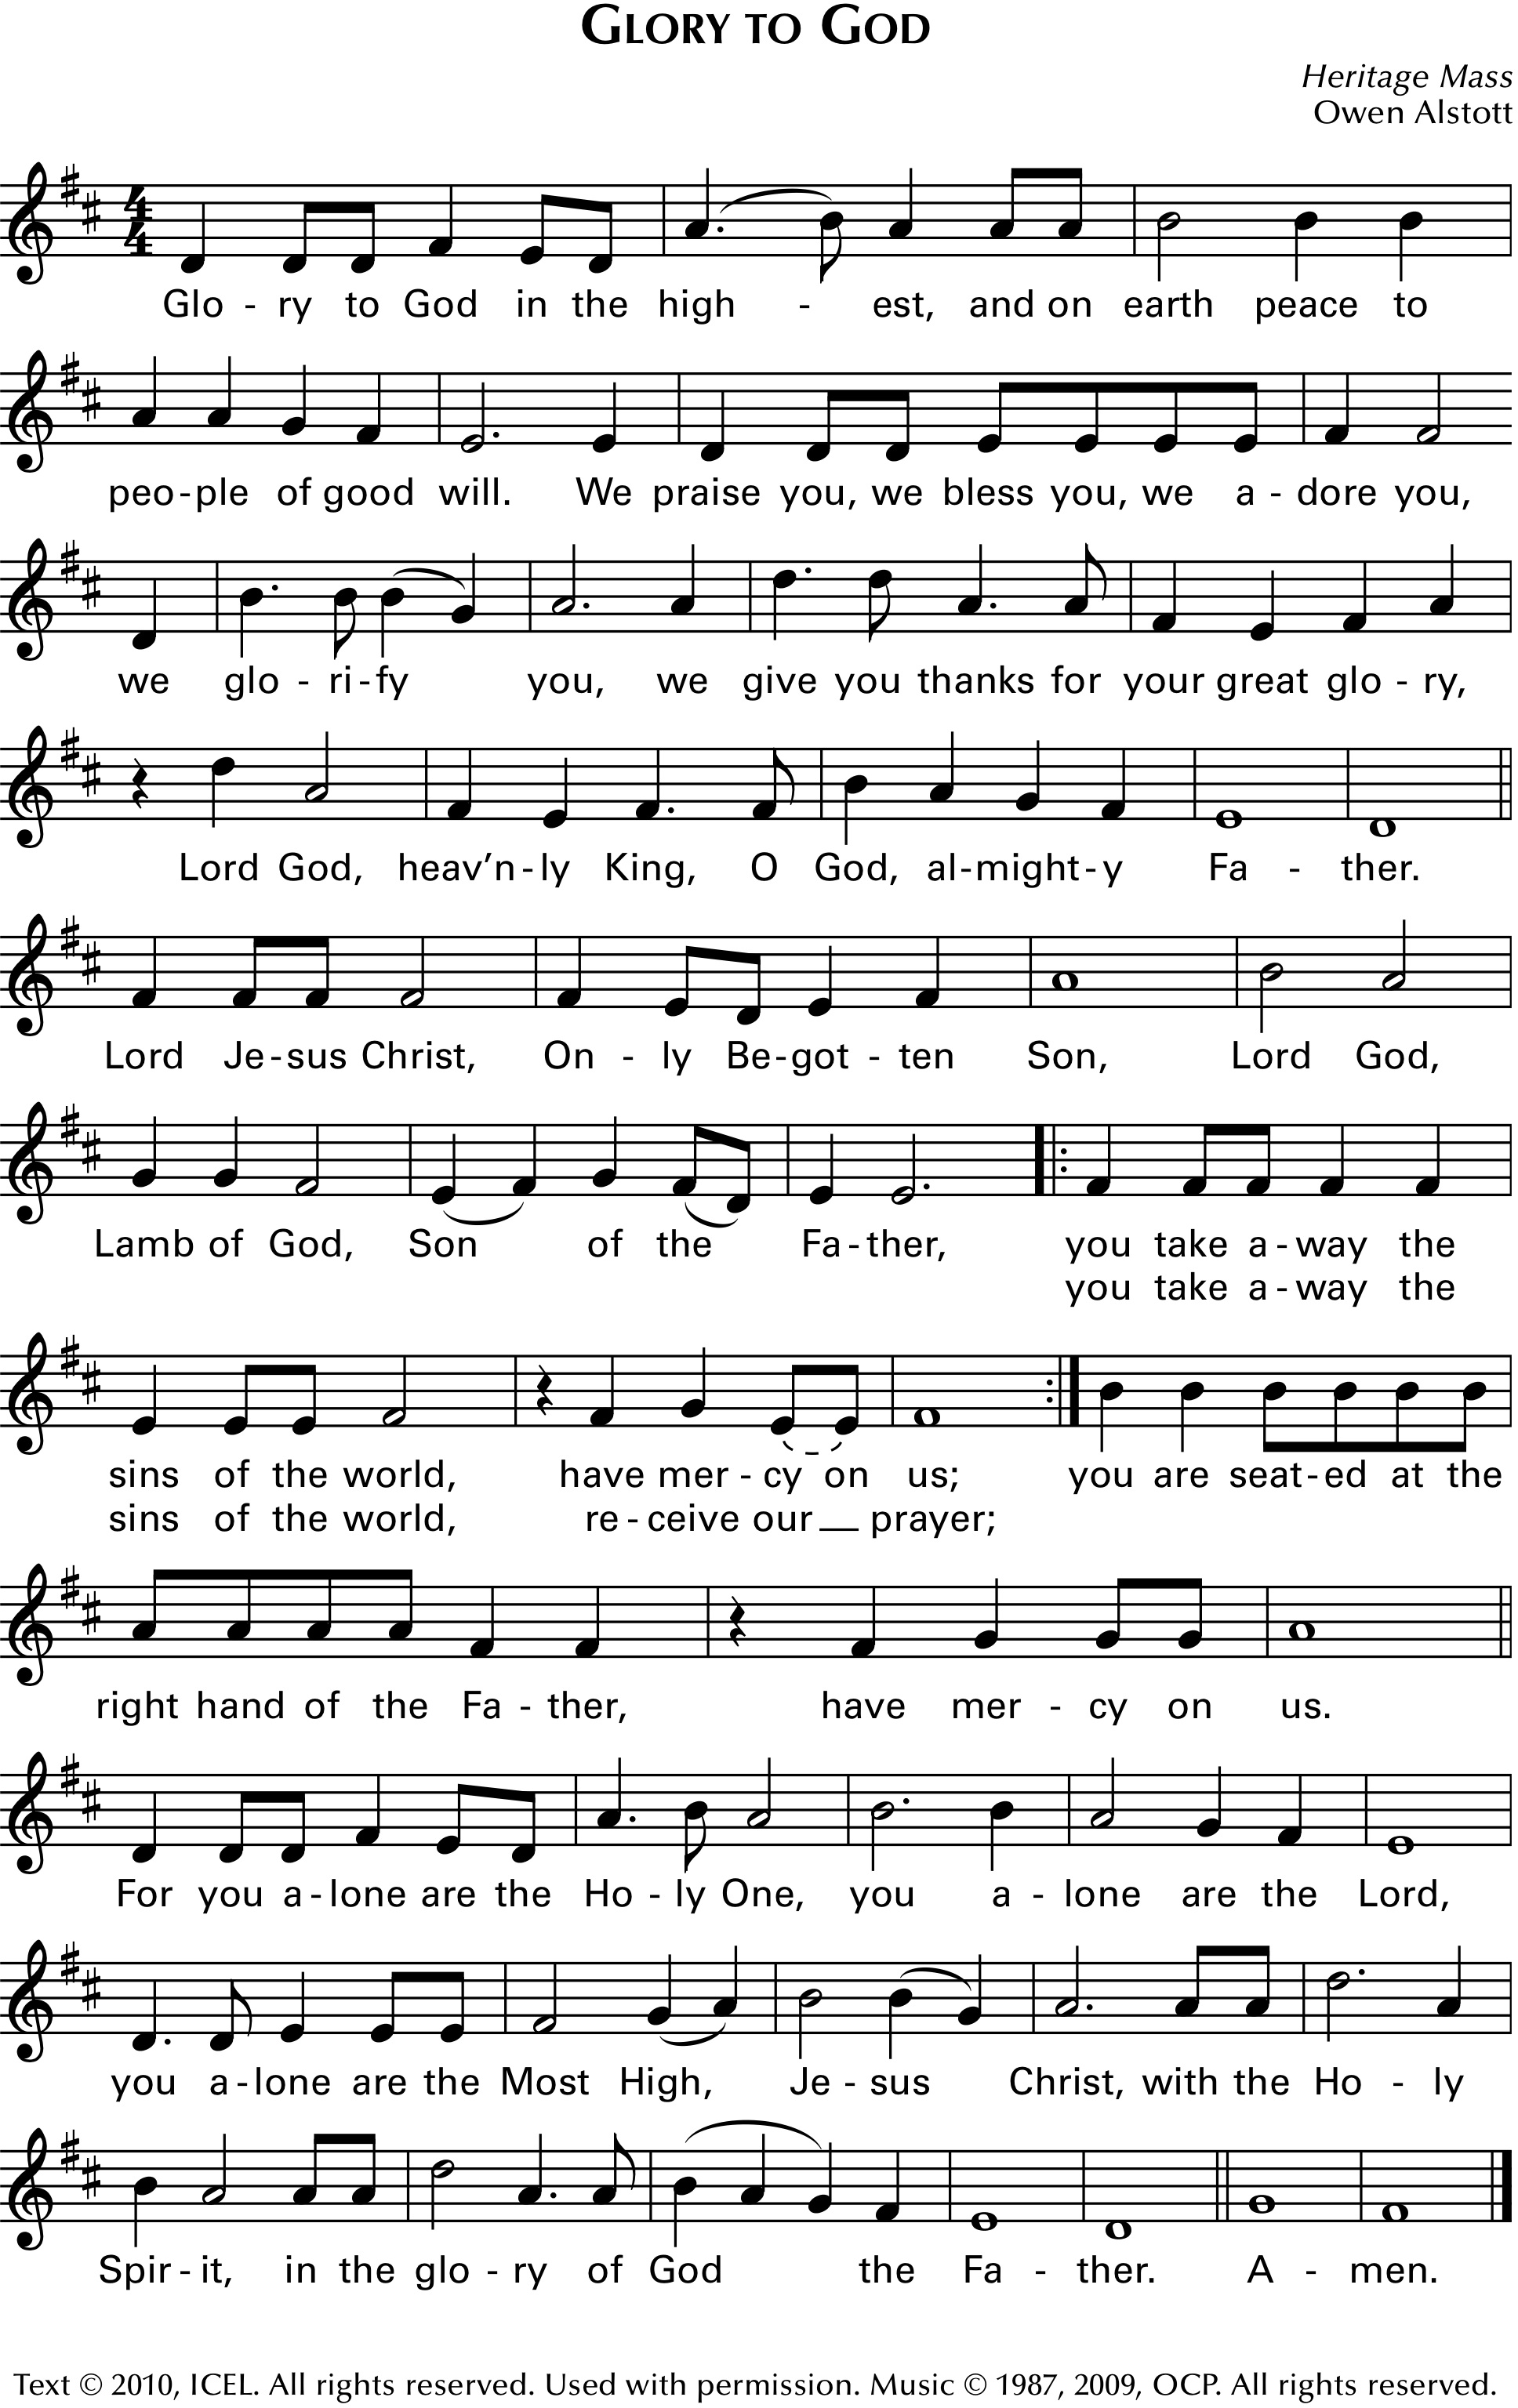 GLORY TO GOD
Heritage Mass
Owen Alstott
4 4
Glo - ry to God in the high - est, and on earth peace to
peo - ple of good will. We praise you, we bless you, we a - dore you,
we glo - ri - fy you, we give you thanks for your great glo - ry,
Lord God, heav’n - ly King, O God, al - might - y Fa - ther.
Lord Je - sus Christ, On - ly Be - got - ten Son, Lord God,
Lamb of God, Son of the Fa - ther, you take a - way the
you take a - way the
sins of the world, have mer - cy on us; you are seat - ed at the
sins of the world, re - ceive our prayer;
right hand of the Fa - ther, have mer - cy on us.
For you a - lone are the Ho - ly One, you a - lone are the Lord,
you a - lone are the Most High, Je - sus Christ, with the Ho - ly
Spir - it, in the glo - ry of God the Fa - ther. A - men.
Text © 2010, ICEL. All rights reserved. Used with permission. Music © 1987, 2009, OCP. All rights reserved.